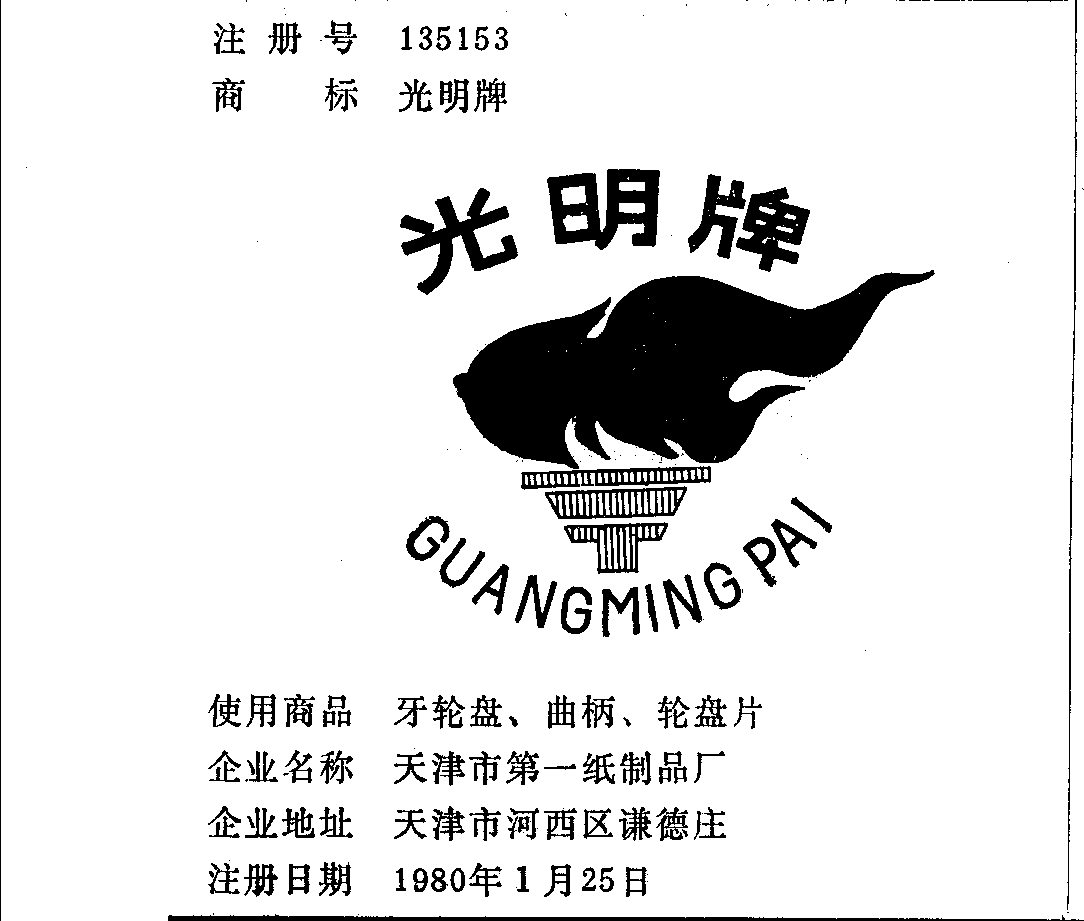 注册号 135153
商标 光明牌
光明牌
GUANGMING PAI
使用商品 牙轮盘、曲柄、轮盘片
企业名称 天津市第一纸制品厂
企业地址 天津市河西区谦德庄
注册日期 1980年1月25日